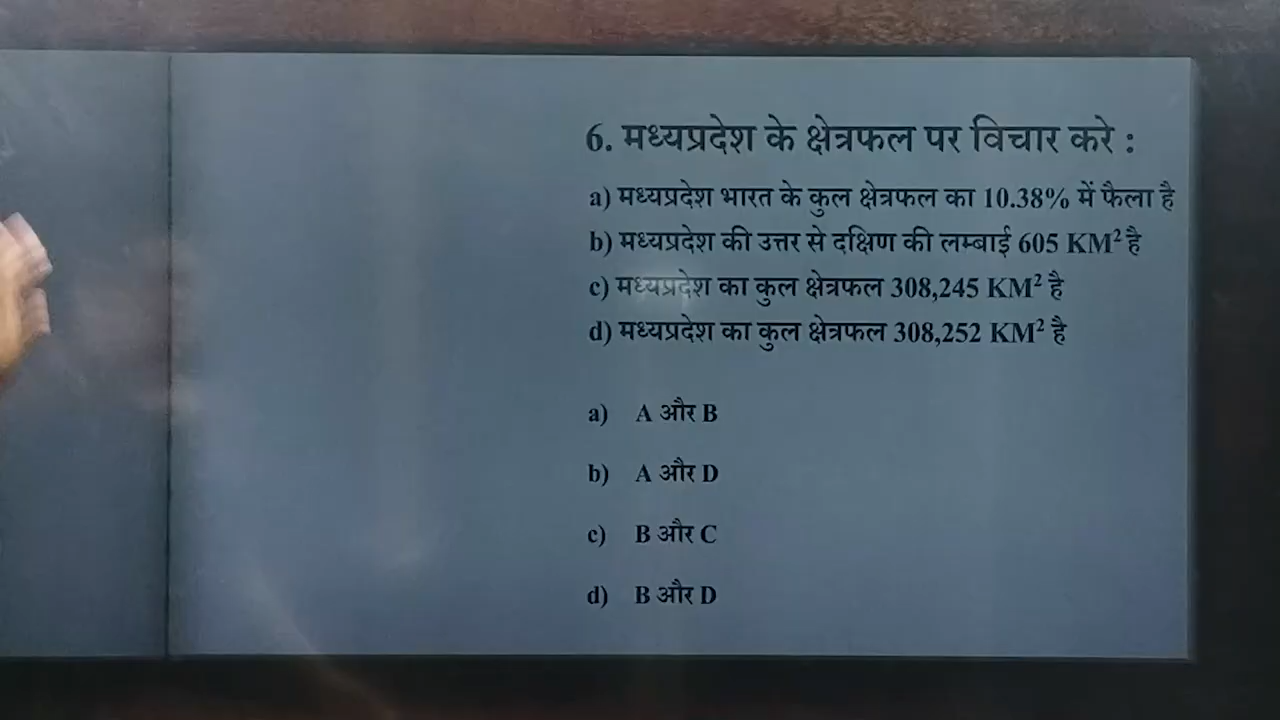 6. मध्यप्रदेश के क्षेत्रफल पर विचार करे :
a) मध्यप्रदेश भारत के कुल क्षेत्रफल का 10.38% में फैला है
b) मध्यप्रदेश की उत्तर से दक्षिण की लम्बाई 605 KM² है
c) मध्यप्रदेश का कुल क्षेत्रफल 308,245 KM² है
d) मध्यप्रदेश का कुल क्षेत्रफल 308,252 KM² है
a) A और B
b) A और D
c) B और C
d) B और D